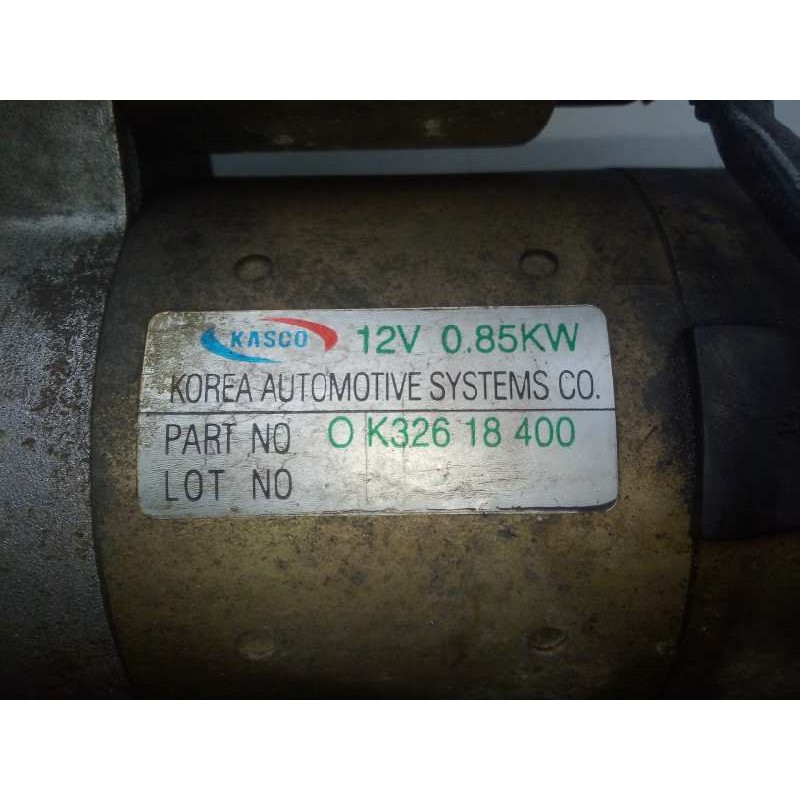 KASCO 12V 0.85KW
KOREA AUTOMOTIVE SYSTEMS CO.
PART NO O K326 18 400
LOT NO